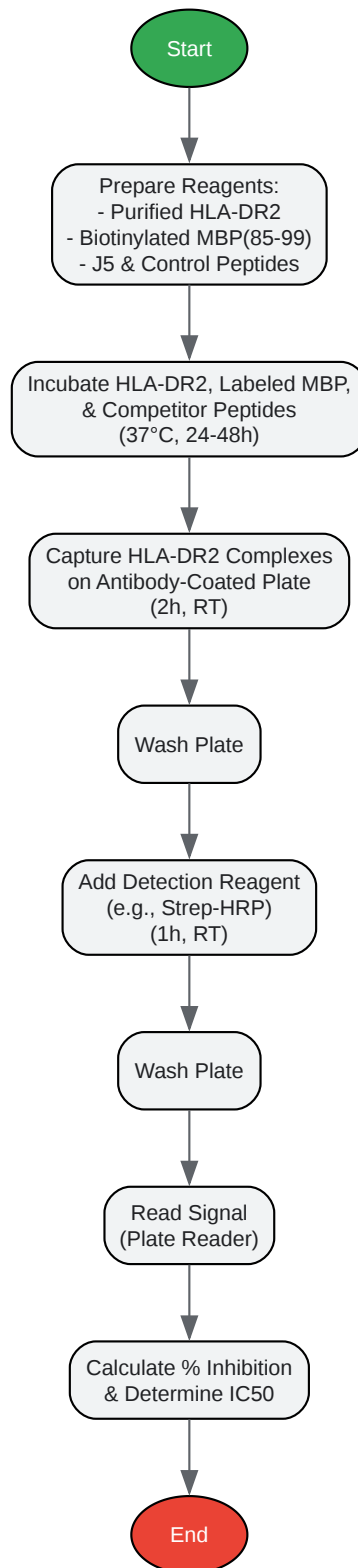 Start
Prepare Reagents:
- Purified HLA-DR2
- Biotinylated MBP(85-99)
- J5 & Control Peptides
Incubate HLA-DR2, Labeled MBP,
& Competitor Peptides
(37°C, 24-48h)
Capture HLA-DR2 Complexes
on Antibody-Coated Plate
(2h, RT)
Wash Plate
Add Detection Reagent
(e.g., Strep-HRP)
(1h, RT)
Wash Plate
Read Signal
(Plate Reader)
Calculate % Inhibition
& Determine IC50
End